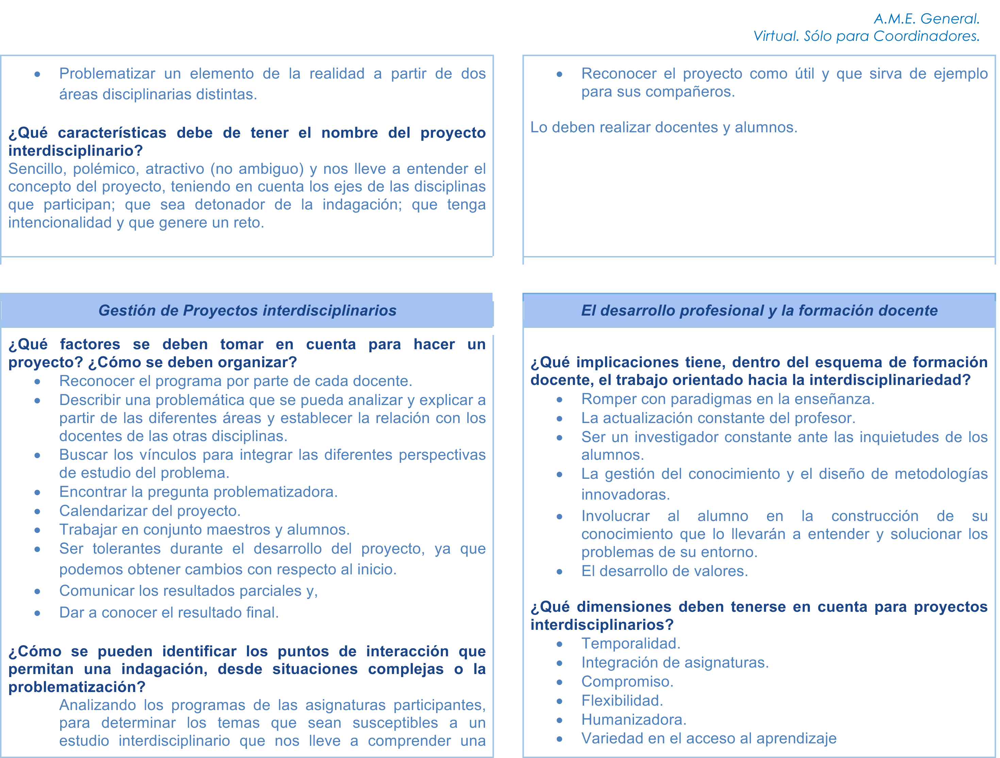 A.M.E. General.
Virtual. Sólo para Coordinadores.
• Problematizar un elemento de la realidad a partir de dos
áreas disciplinarias distintas.
¿Qué características debe de tener el nombre del proyecto
interdisciplinario?
Sencillo, polémico, atractivo (no ambiguo) y nos lleve a entender el
concepto del proyecto, teniendo en cuenta los ejes de las disciplinas
que participan; que sea detonador de la indagación; que tenga
intencionalidad y que genere un reto.
• Reconocer el proyecto como útil y que sirva de ejemplo
para sus compañeros.
Lo deben realizar docentes y alumnos.
Gestión de Proyectos interdisciplinarios
¿Qué factores se deben tomar en cuenta para hacer un
proyecto? ¿Cómo se deben organizar?
• Reconocer el programa por parte de cada docente.
• Describir una problemática que se pueda analizar y explicar a
partir de las diferentes áreas y establecer la relación con los
docentes de las otras disciplinas.
• Buscar los vínculos para integrar las diferentes perspectivas
de estudio del problema.
• Encontrar la pregunta problematizadora.
• Calendarizar del proyecto.
• Trabajar en conjunto maestros y alumnos.
• Ser tolerantes durante el desarrollo del proyecto, ya que
podemos obtener cambios con respecto al inicio.
• Comunicar los resultados parciales y,
• Dar a conocer el resultado final.
¿Cómo se pueden identificar los puntos de interacción que
permitan una indagación, desde situaciones complejas o la
problematización?
Analizando los programas de las asignaturas participantes,
para determinar los temas que sean susceptibles a un
estudio interdisciplinario que nos lleve a comprender una
El desarrollo profesional y la formación docente
¿Qué implicaciones tiene, dentro del esquema de formación
docente, el trabajo orientado hacia la interdisciplinariedad?
• Romper con paradigmas en la enseñanza.
• La actualización constante del profesor.
• Ser un investigador constante ante las inquietudes de los
alumnos.
• La gestión del conocimiento y el diseño de metodologías
innovadoras.
• Involucrar al alumno en la construcción de su
conocimiento que lo llevarán a entender y solucionar los
problemas de su entorno.
• El desarrollo de valores.
¿Qué dimensiones deben tenerse en cuenta para proyectos
interdisciplinarios?
• Temporalidad.
• Integración de asignaturas.
• Compromiso.
• Flexibilidad.
• Humanizadora.
• Variedad en el acceso al aprendizaje